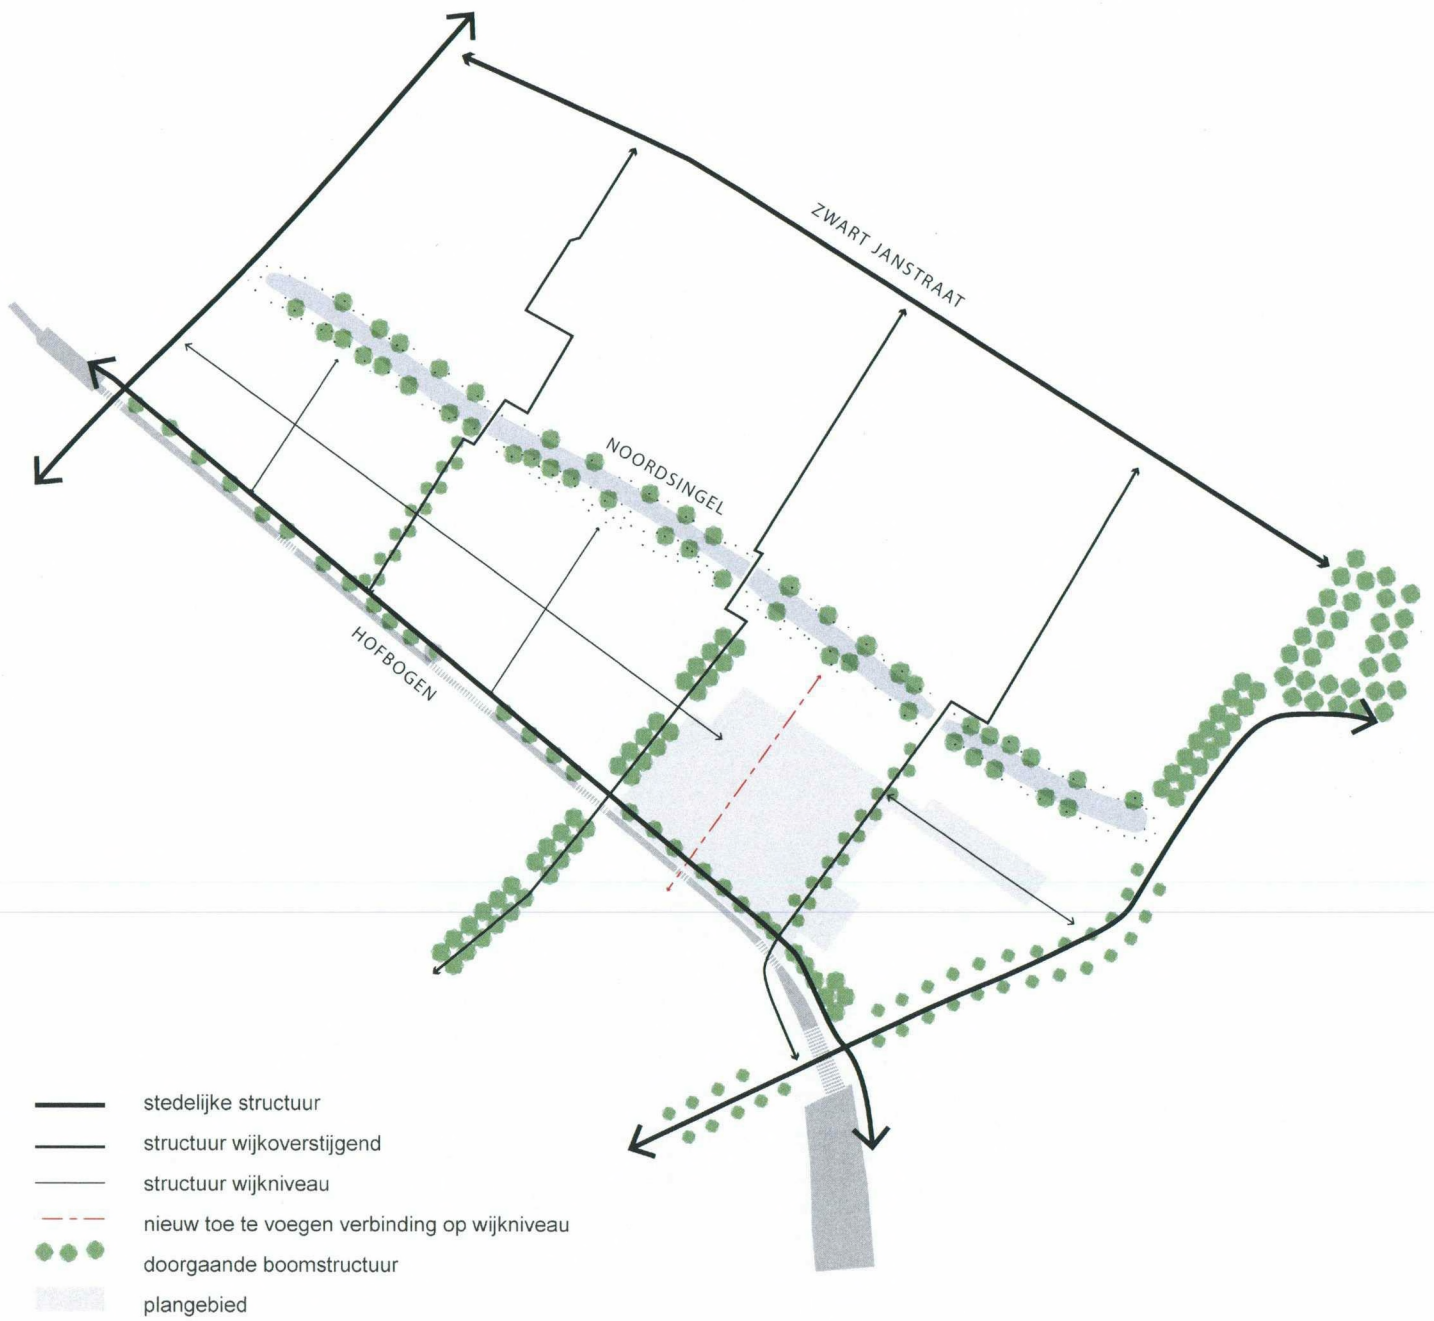 ZWART JANSTRAAT
NOORDSINGEL
HOFBOGEN
stedelijke structuur
structuur wijkoverstijgend
structuur wijkniveau
nieuw toe te voegen verbinding op wijkniveau
doorgaande boomstructuur
plangebied